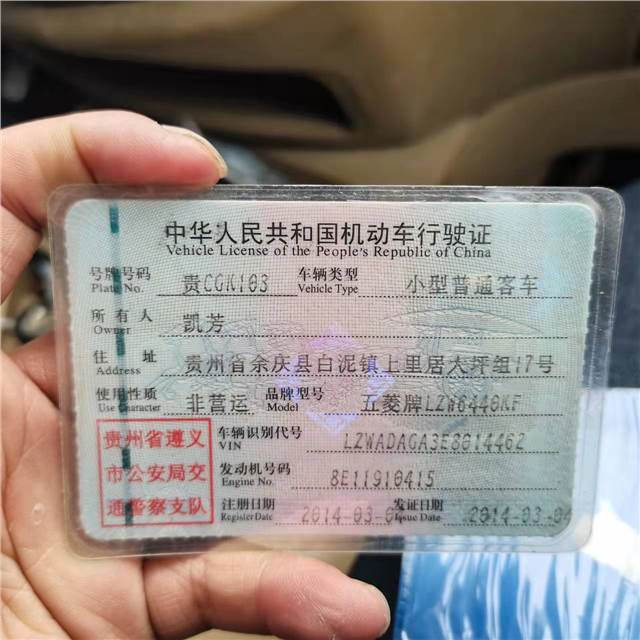 中华人民共和国机动车行驶证
Vehicle License of the People's Republic of China
号牌号码 贵CGK103 车辆类型 小型普通客车
Plate No. Vehicle Type
所有人 凯芳
Owner
住址 贵州省余庆县白泥镇上里居大坪组17号
Address
使用性质 非营运 品牌型号 五菱牌LZW6440KF
Use Character Model
贵州省遵义
市公安局交
通警察支队
车辆识别代号 LZWADAGA3E8014462
VIN
发动机号码 8E11910415
Engine No.
注册日期 2014-03-0 发证日期 2014-03-04
Register Date Issue Date